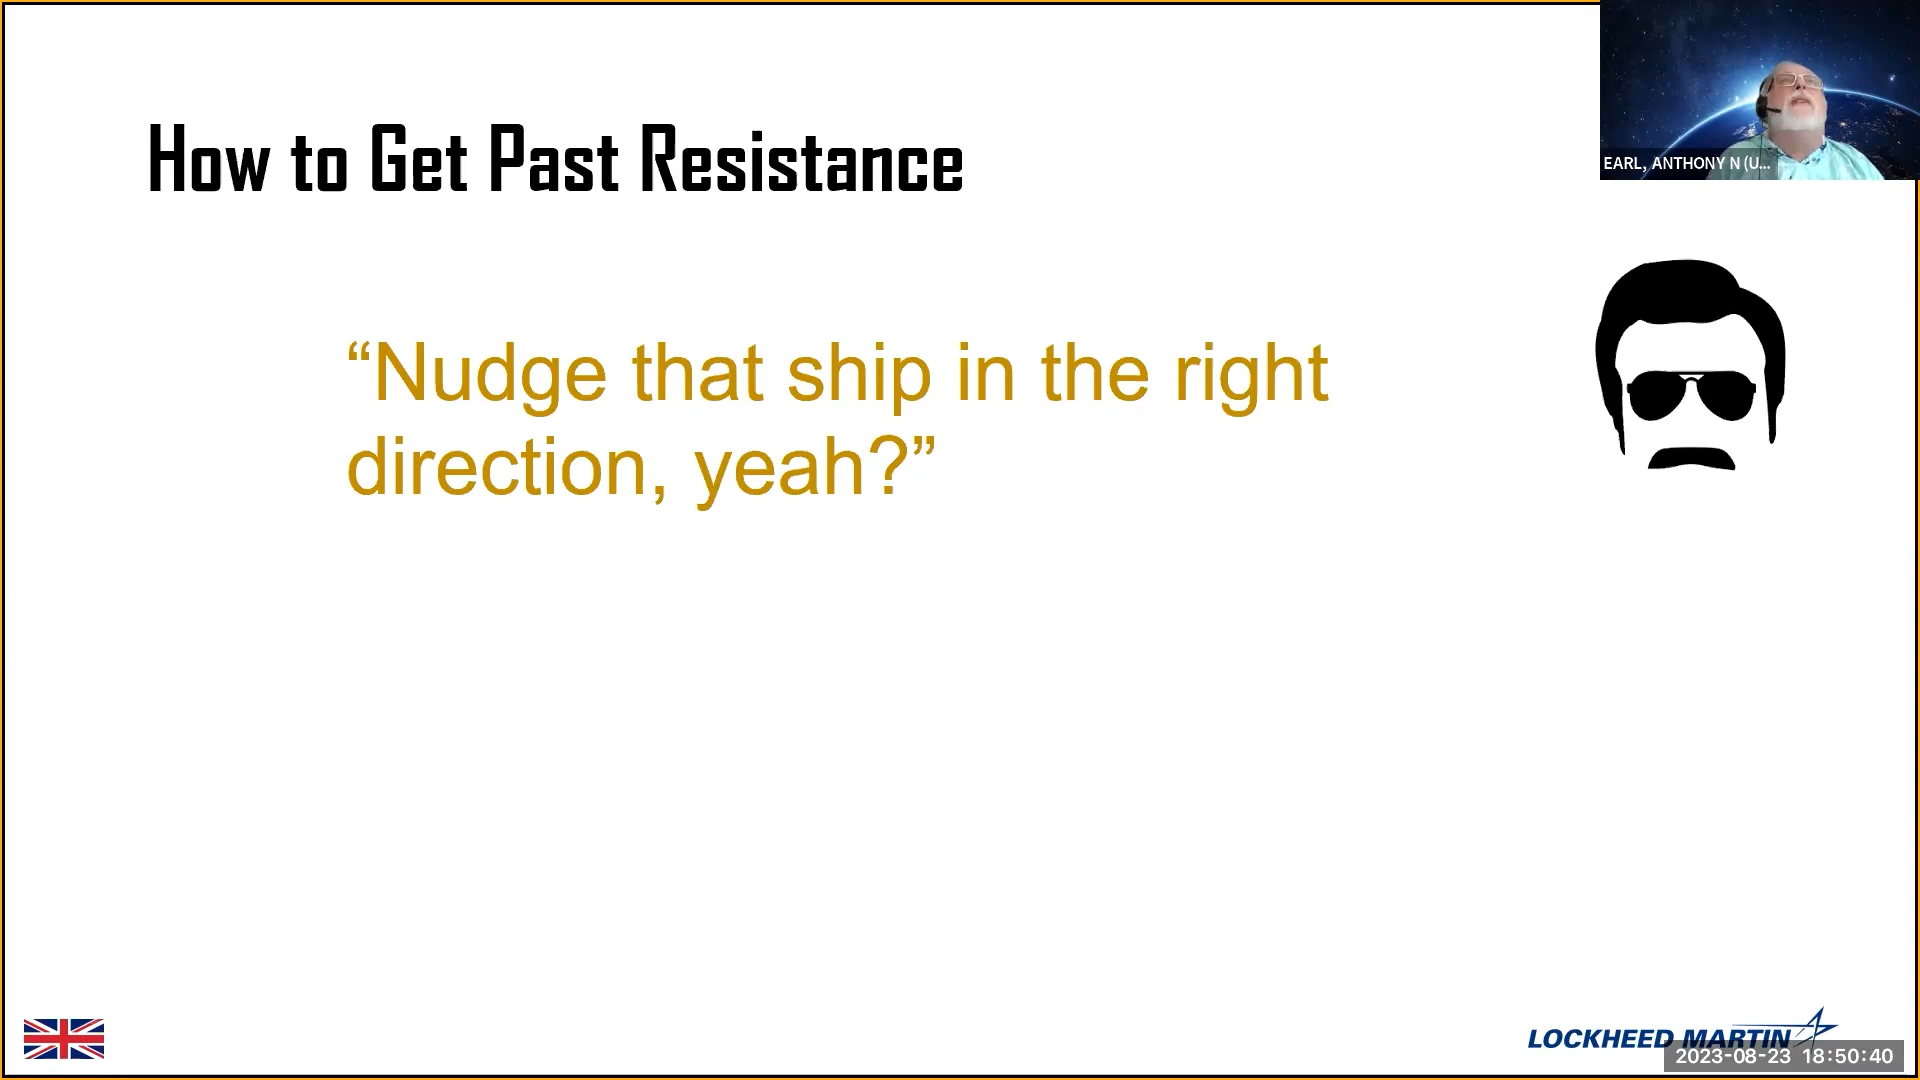 EARL, ANTHONY N (U...
How to Get Past Resistance
“Nudge that ship in the right
direction, yeah?”
LOCKHEED MARTIN
2023-08-23 18:50:40